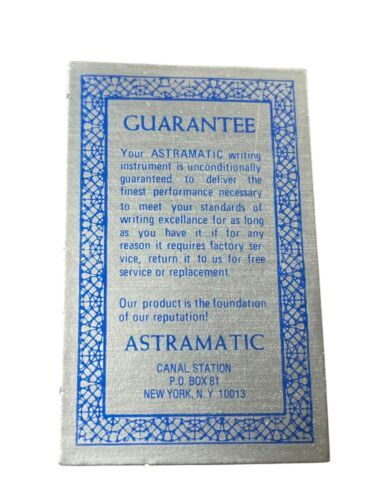 GUARANTEE
Your ASTRAMATIC writing
instrument is unconditionally
guaranteed to deliver the
finest performance necessary
to meet your standards of
writing excellance for as long
as you have it...if for any
reason it requires factory ser-
vice, return it to us for free
service or replacement.
Our product is the foundation
of our reputation!
ASTRAMATIC
CANAL STATION
P.O. BOX 81
NEW YORK, N.Y. 10013